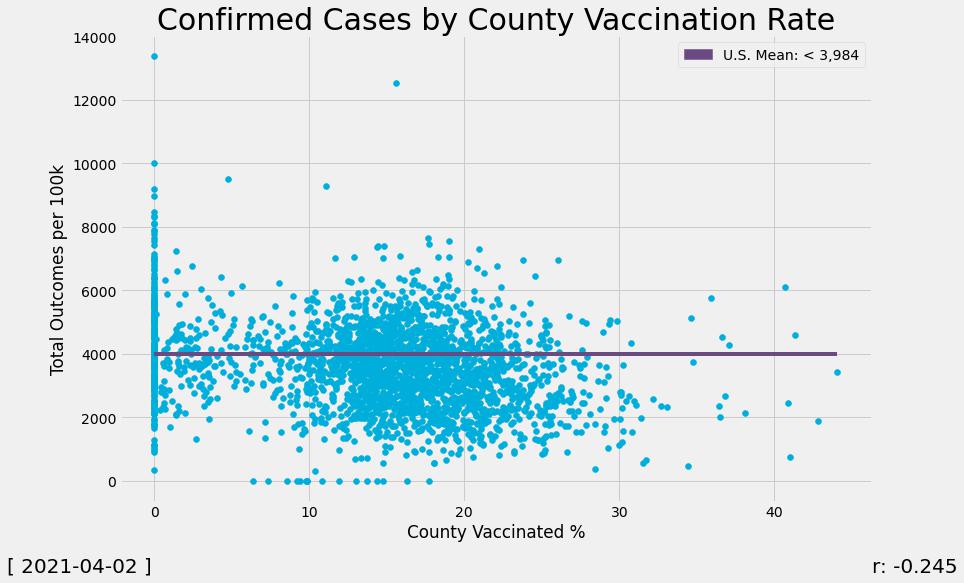 Confirmed Cases by County Vaccination Rate
14000
12000
10000
8000
6000
4000
2000
0
Total Outcomes per 100k
U.S. Mean: < 3,984
0 10 20 30 40
County Vaccinated %
[ 2021-04-02 ]
r: -0.245